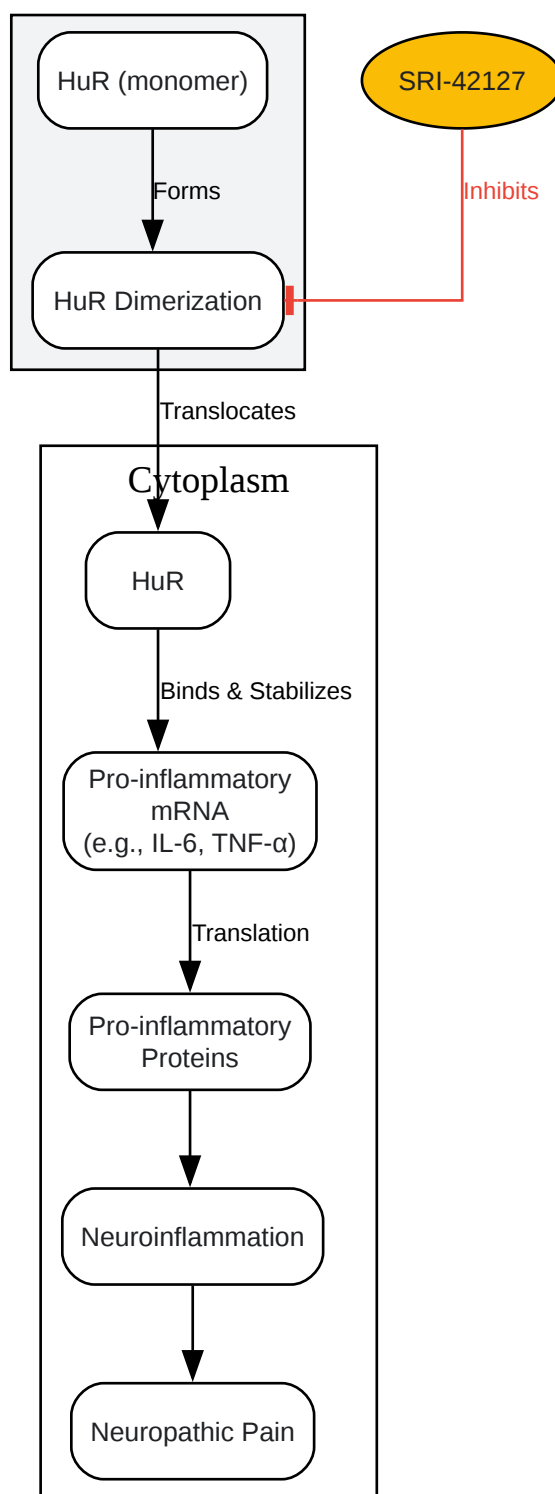 HuR (monomer)
SRI-42127
Forms
Inhibits
HuR Dimerization
Translocates
Cytoplasm
HuR
Binds & Stabilizes
Pro-inflammatory
mRNA
(e.g., IL-6, TNF-α)
Translation
Pro-inflammatory
Proteins
Neuroinflammation
Neuropathic Pain